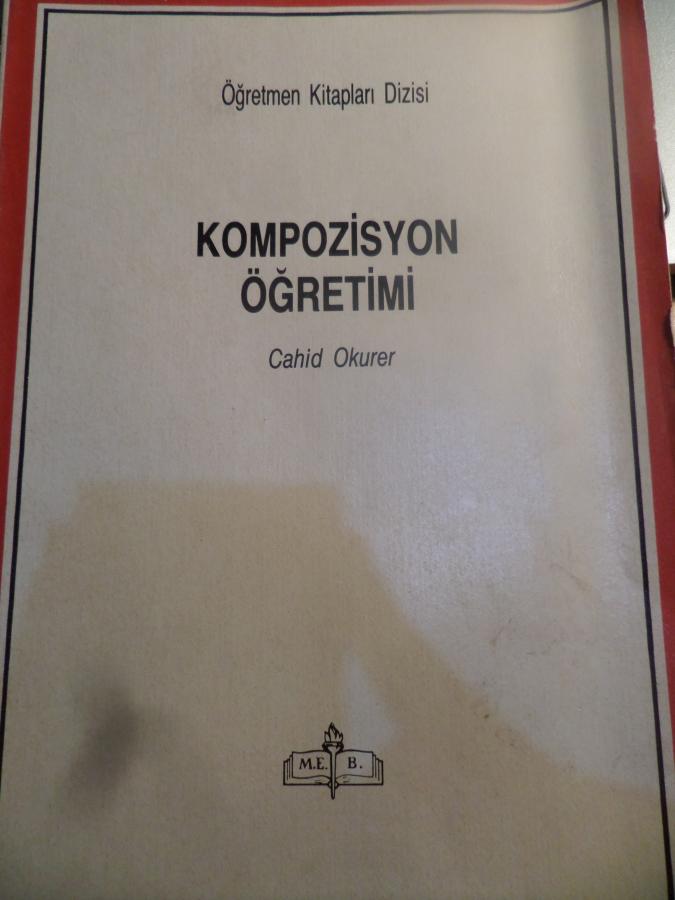 Öğretmen Kitapları Dizisi
KOMPOZİSYON
ÖĞRETİMİ
Cahid Okurer
M.E. B.